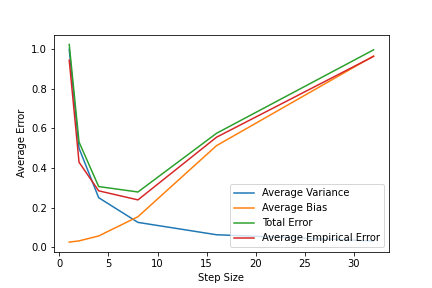 1.0
0.8
0.6
0.4
0.2
0.0
Average Error
0 5 10 15 20 25 30
Step Size
Average Variance
Average Bias
Total Error
Average Empirical Error